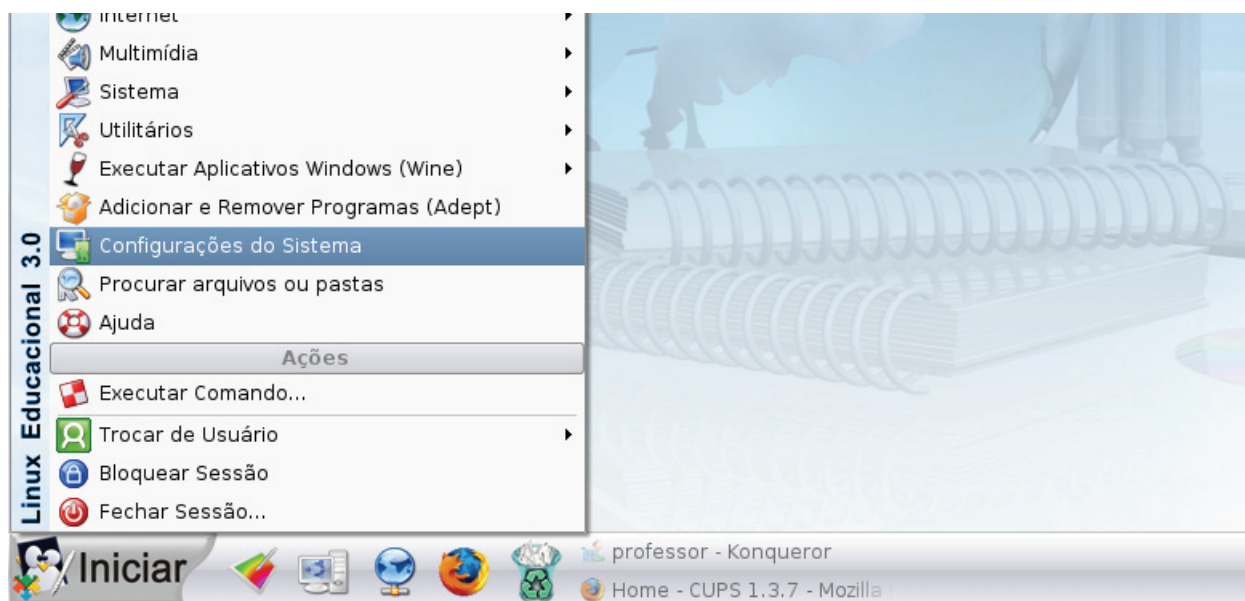 Internet
Multimídia
Sistema
Utilitários
Executar Aplicativos Windows (Wine)
Adicionar e Remover Programas (Adept)
Configurações do Sistema
Procurar arquivos ou pastas
Ajuda
Ações
Executar Comando...
Trocar de Usuário
Bloquear Sessão
Fechar Sessão...
Linux Educacional 3.0
Iniciar
professor - Konqueror
Home - CUPS 1.3.7 - Mozilla